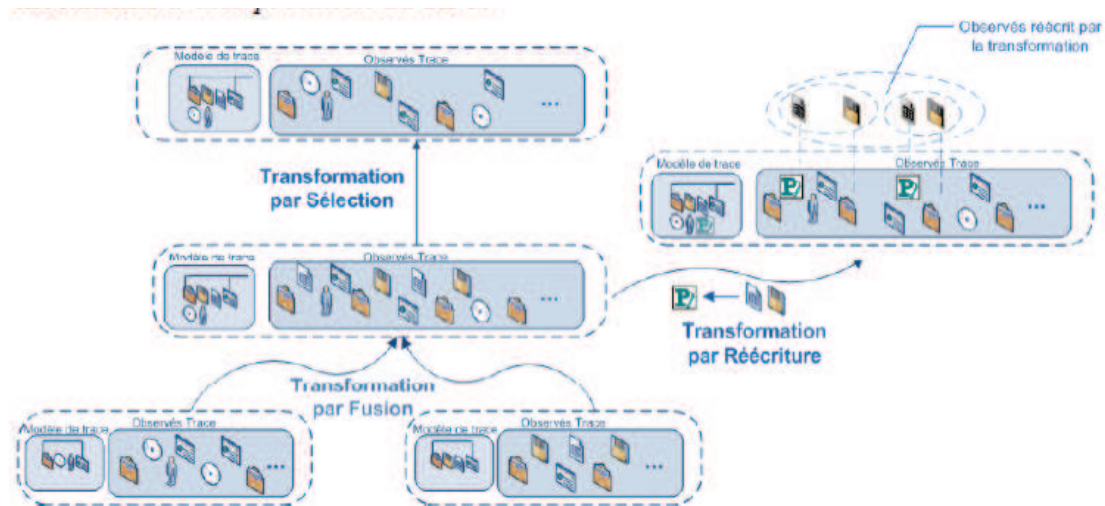 Observés réécrit par
la transformation
Modèle de trace
Observés Trace
...
Transformation
par Sélection
Modèle de trace
Observés Trace
P/
P/
...
P/
Modèle de trace
Observés Trace
...
P/
Transformation
par Réécriture
Transformation
par Fusion
Modèle de trace
Observés Trace
...
Modèle de trace
Observés Trace
...